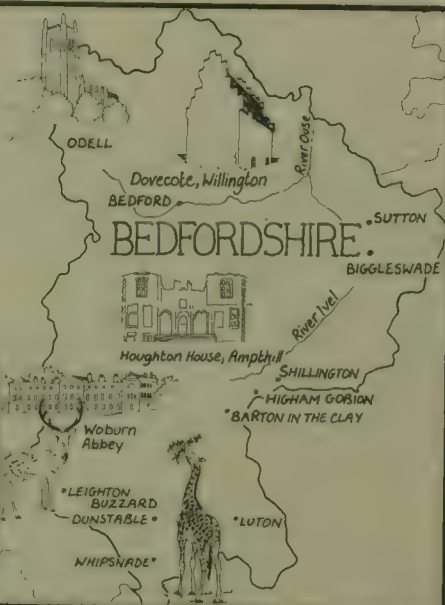 ODELL
River Ouse
Dovecote, Willington
BEDFORD
SUTTON
BEDFORDSHIRE
BIGGLESWADE
River Ivel
Houghton House, Ampthill
SHILLINGTON
HIGHAM GOBION
BARTON IN THE CLAY
Woburn
Abbey
LEIGHTON
BUZZARD
DUNSTABLE
LUTON
WHIPSNADE